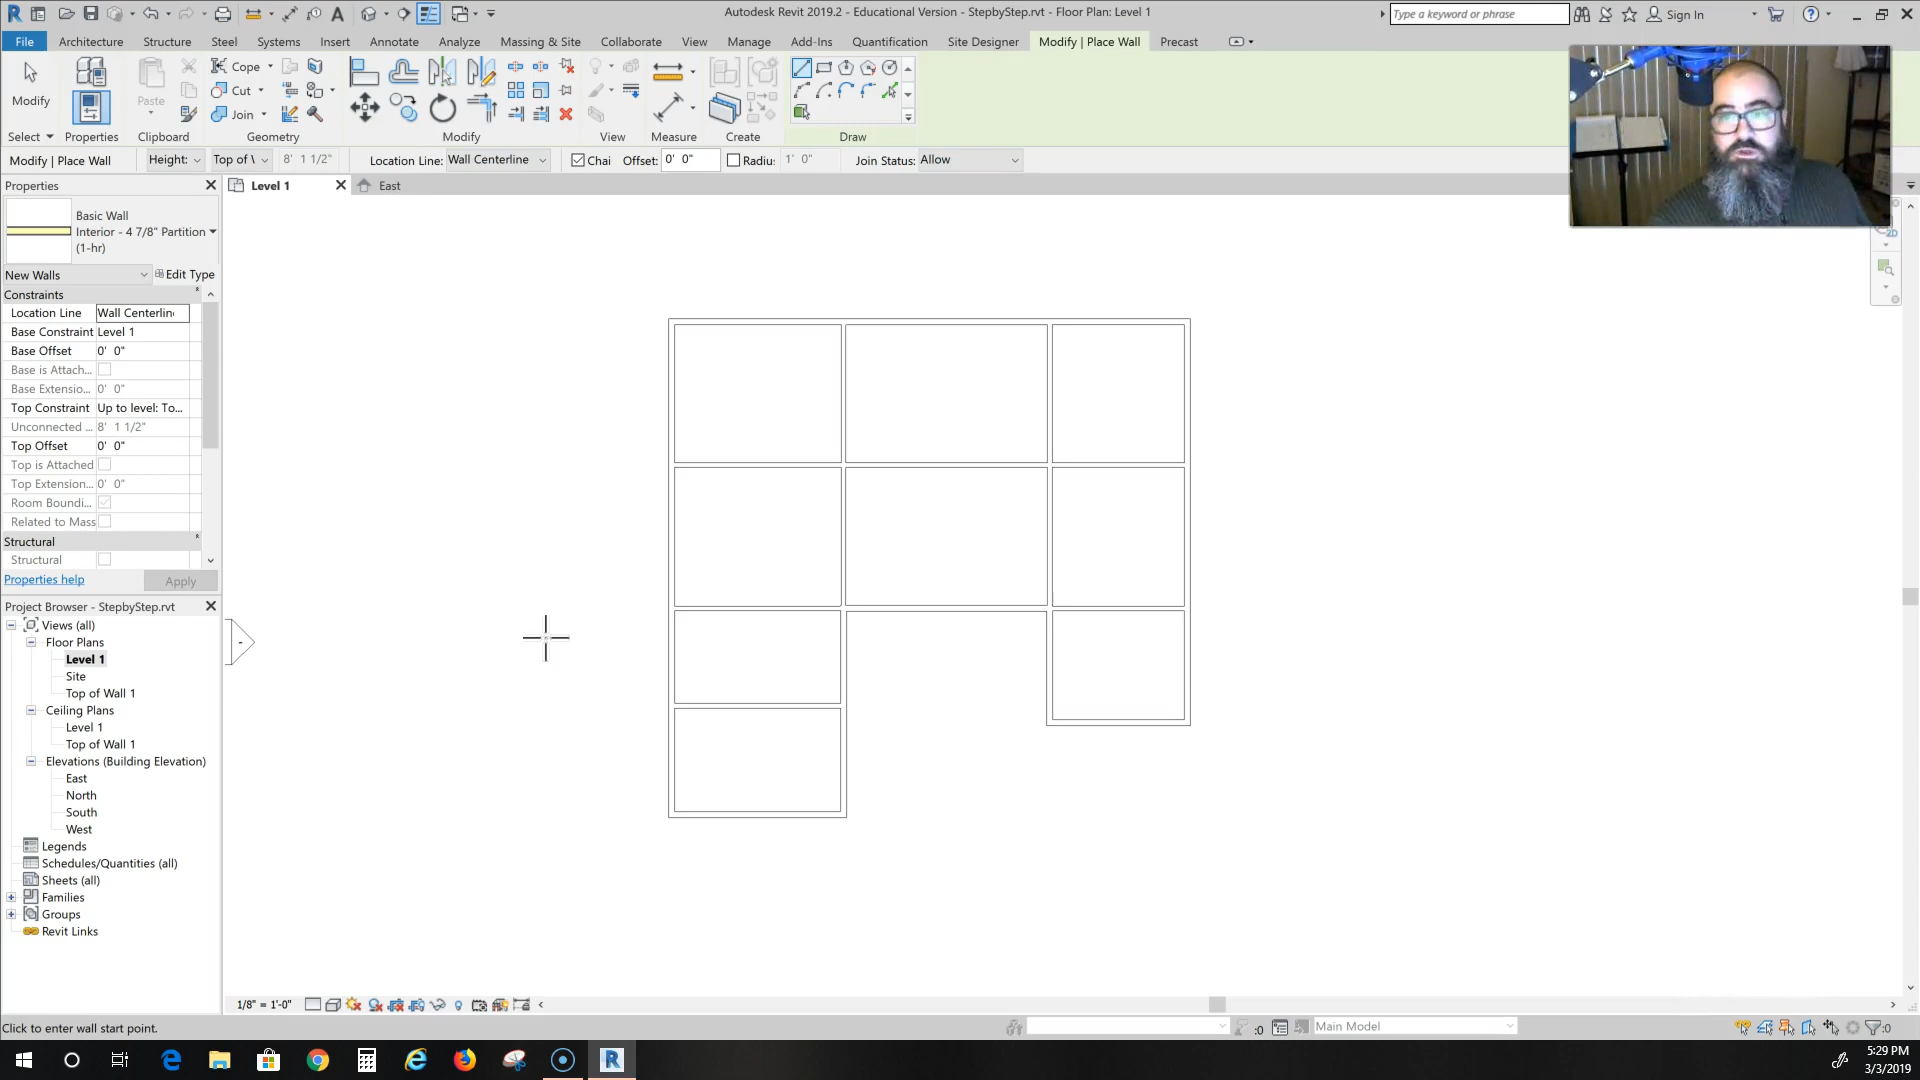 Autodesk Revit 2019.2 - Educational Version - StepbyStep.rvt - Floor Plan: Level 1
Type a keyword or phrase
Sign In
File Architecture Structure Steel Systems Insert Annotate Analyze Massing & Site Collaborate View Manage Add-Ins Quantification Site Designer Modify | Place Wall Precast
Modify
Properties
Paste
Cope
Cut
Join
Select Properties Clipboard Geometry Modify View Measure Create Draw
Modify | Place Wall Height: Top of \ 8' 1 1/2" Location Line: Wall Centerline Chai Offset: 0' 0" Radiu: 1' 0" Join Status: Allow
Properties
Level 1
East
Basic Wall
Interior - 4 7/8" Partition
(1-hr)
New Walls Edit Type
Constraints
Location Line Wall Centerlin
Base Constraint Level 1
Base Offset 0' 0"
Base is Attach...
Base Extensio... 0' 0"
Top Constraint Up to level: To...
Unconnected ... 8' 1 1/2"
Top Offset 0' 0"
Top is Attached
Top Extension... 0' 0"
Room Boundi...
Related to Mass
Structural
Structural
Properties help Apply
Project Browser - StepbyStep.rvt
Views (all)
Floor Plans
Level 1
Site
Top of Wall 1
Ceiling Plans
Level 1
Top of Wall 1
Elevations (Building Elevation)
East
North
South
West
Legends
Schedules/Quantities (all)
Sheets (all)
Families
Groups
Revit Links
1/8" = 1'-0"
Click to enter wall start point.
:0
Main Model
:0
5:29 PM
3/3/2019